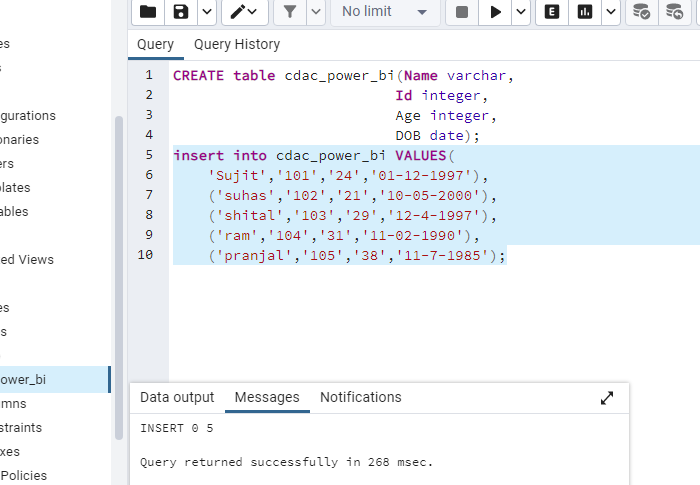 No limit
E
es
s
gurations
onaries
ers
lates
ables
ed Views
es
s
ower_bi
mns
straints
xes
Policies
Query Query History
1 CREATE table cdac_power_bi(Name varchar,
2 Id integer,
3 Age integer,
4 DOB date);
5 insert into cdac_power_bi VALUES(
6 'Sujit','101','24','01-12-1997'),
7 ('suhas','102','21','10-05-2000'),
8 ('shital','103','29','12-4-1997'),
9 ('ram','104','31','11-02-1990'),
10 ('pranjal','105','38','11-7-1985');
Data output Messages Notifications
INSERT 0 5
Query returned successfully in 268 msec.